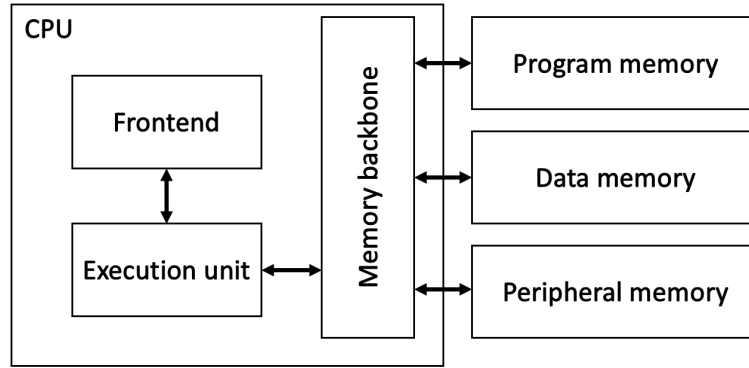 CPU
Frontend
Execution unit
Memory backbone
Program memory
Data memory
Peripheral memory